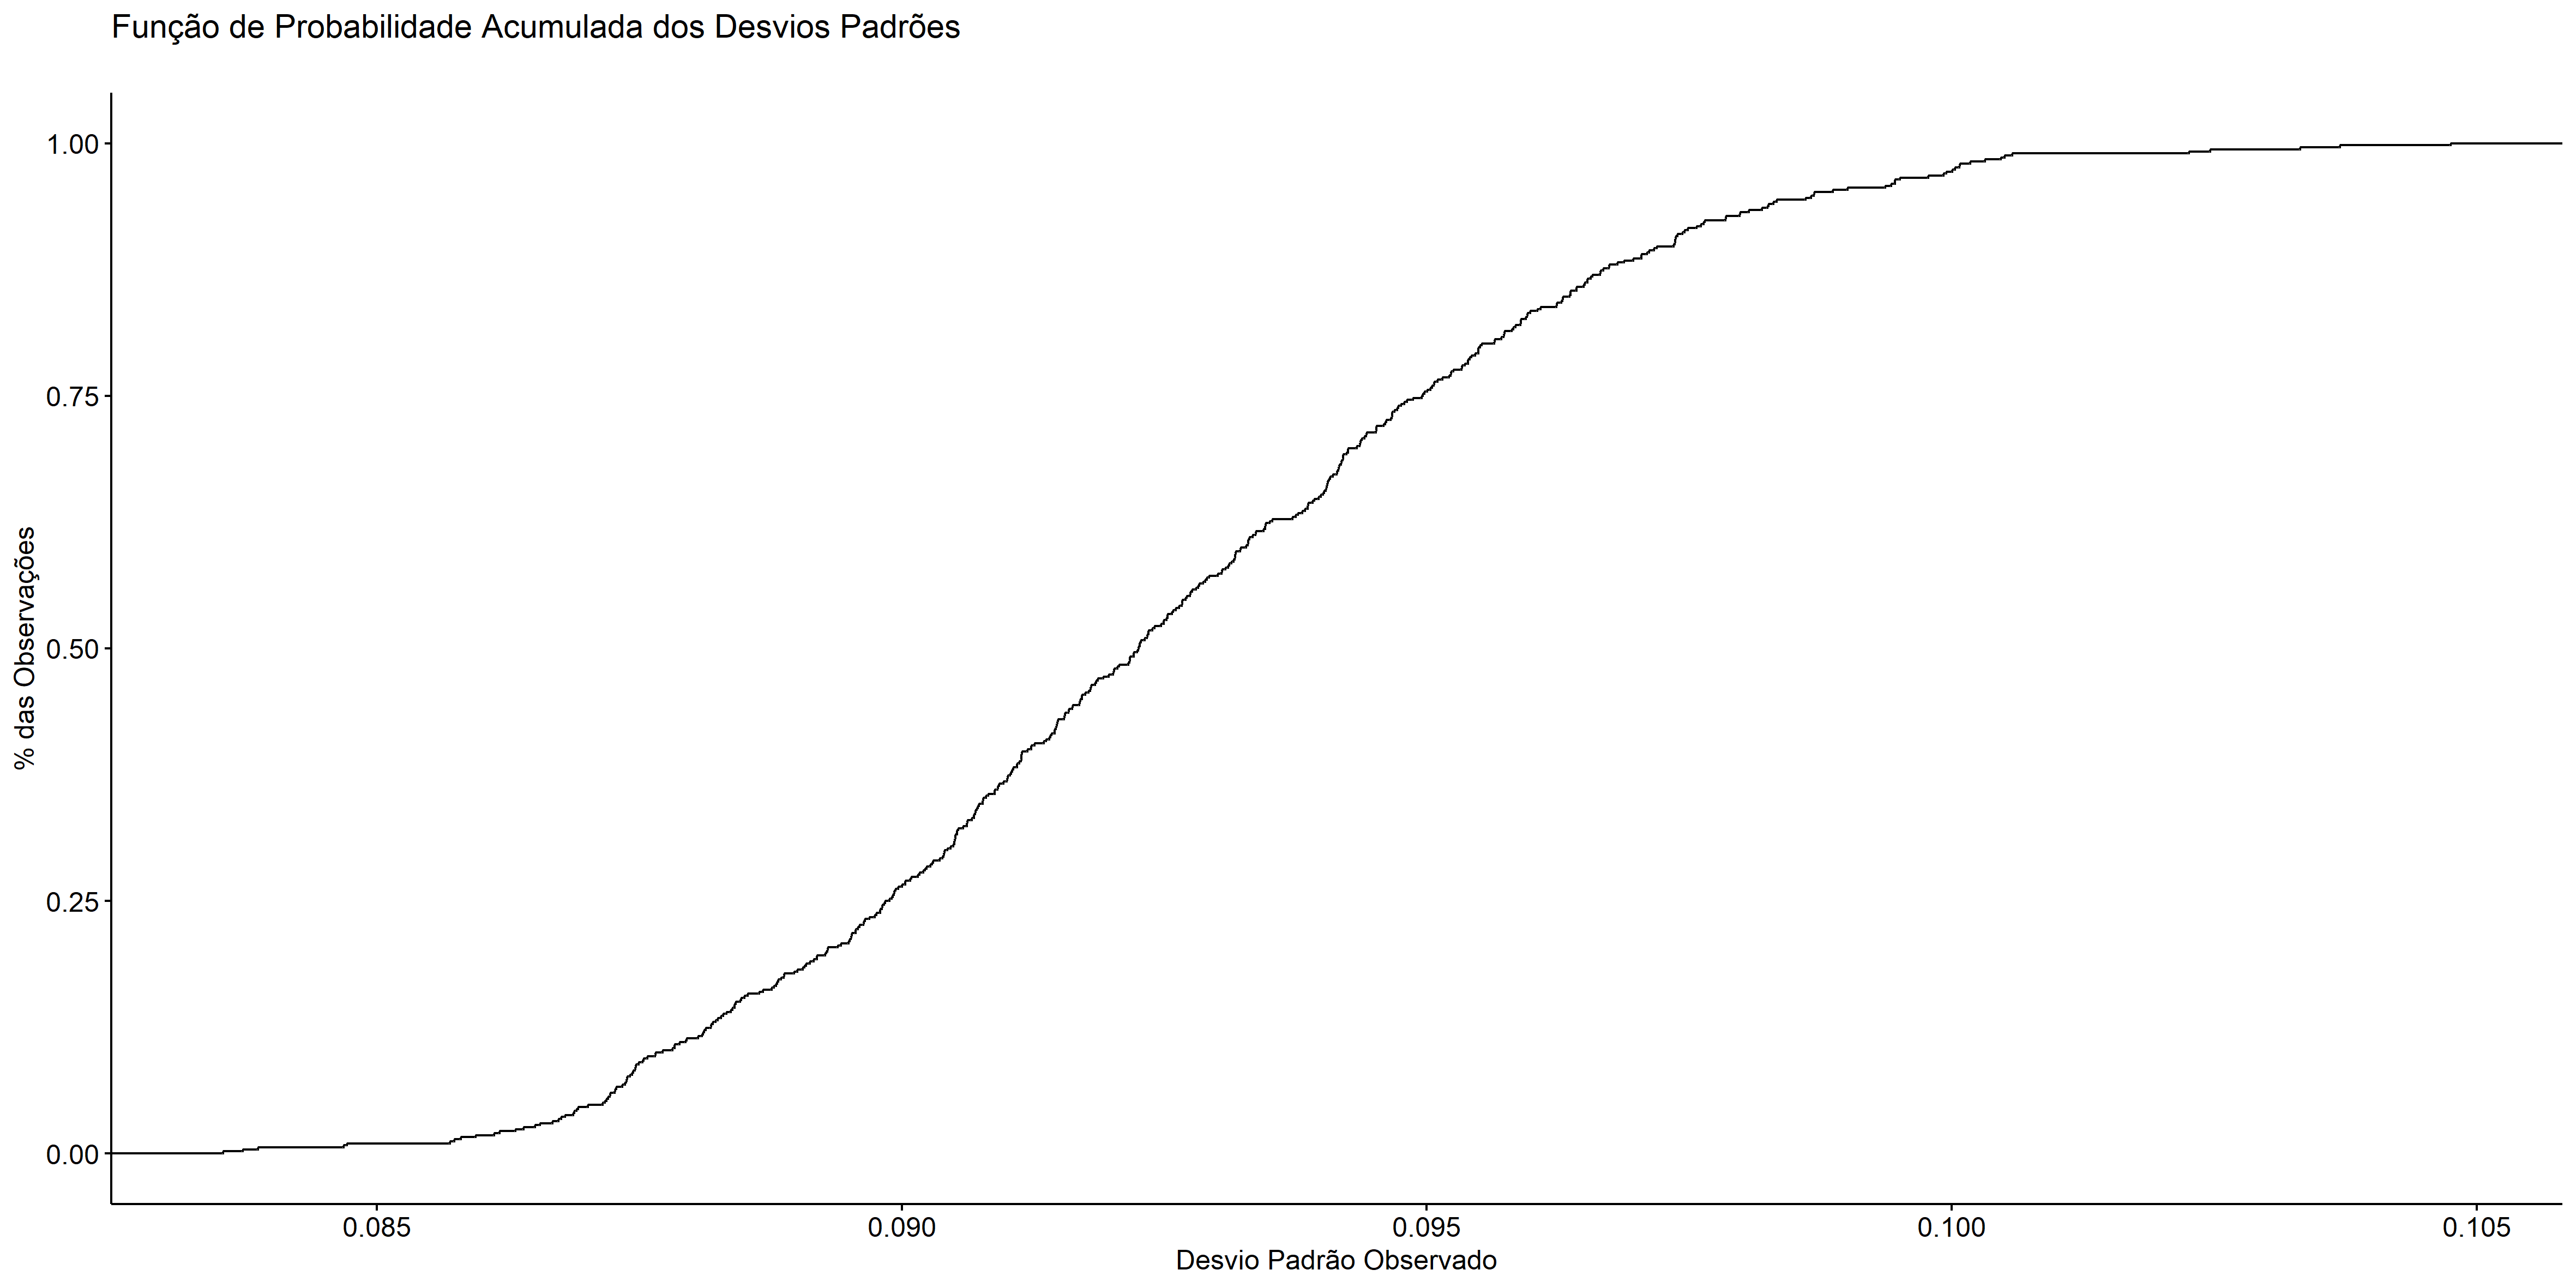 Função de Probabilidade Acumulada dos Desvios Padrões
1.00
0.75
0.50
0.25
0.00
% das Observações
0.085 0.090 0.095 0.100 0.105
Desvio Padrão Observado